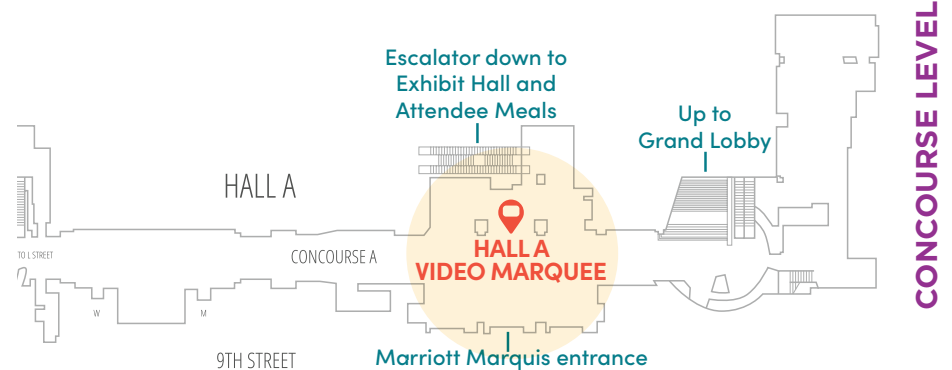 Escalator down to
Exhibit Hall and
Attendee Meals
Up to
Grand Lobby
CONCOURSE LEVEL
HALL A
TO L STREET
CONCOURSE A
HALL A
VIDEO MARQUEE
W
M
9TH STREET
Marriott Marquis entrance